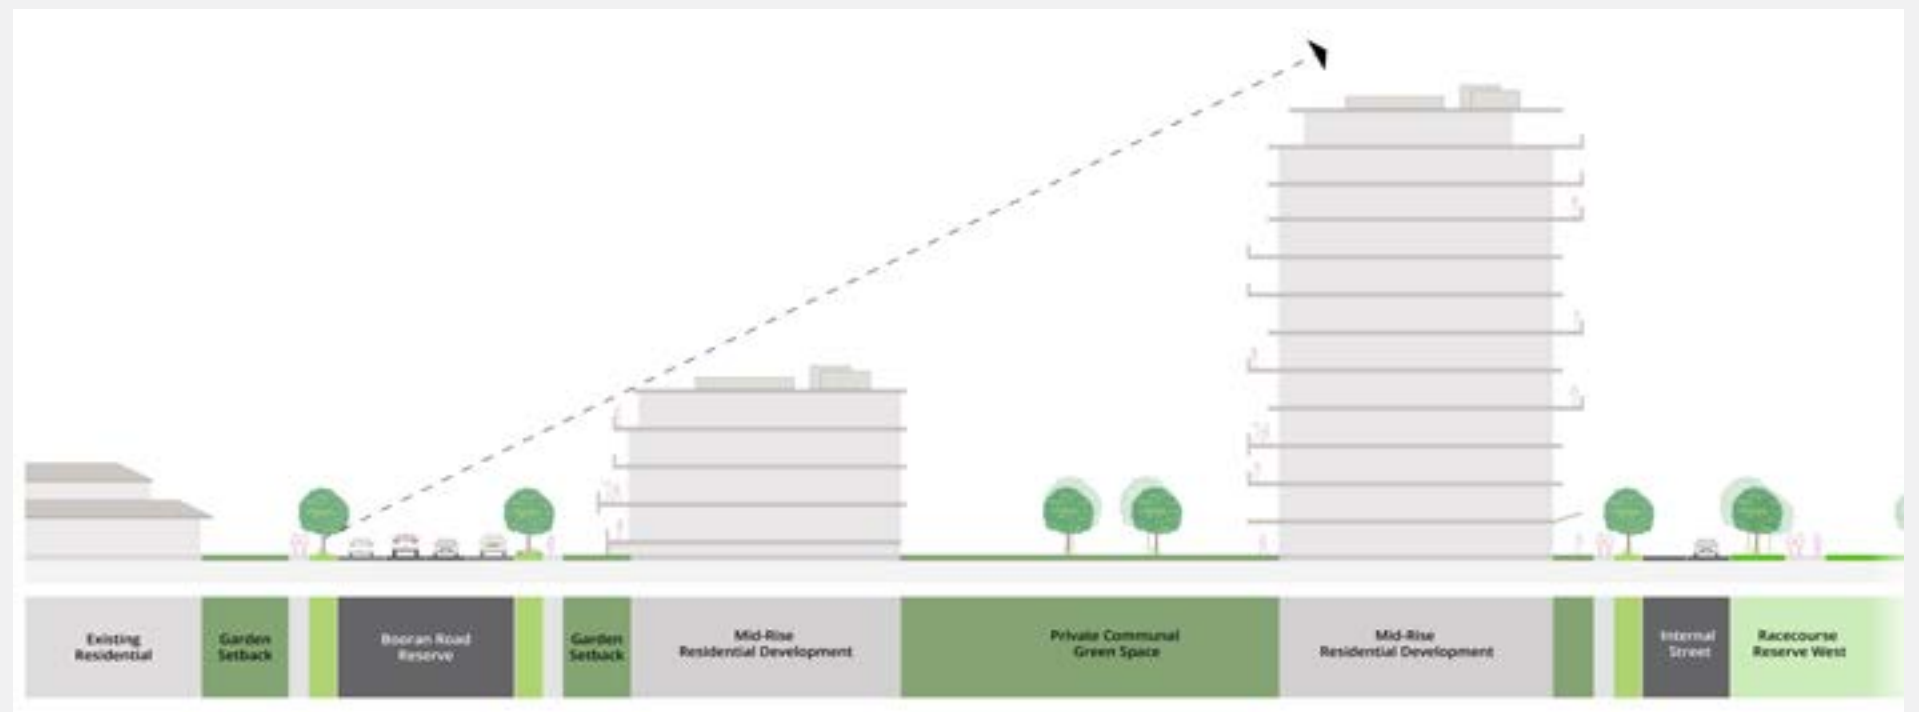 Existing
Residential
Garden
Setback
Booran Road
Reserve
Garden
Setback
Mid-Rise
Residential Development
Private Communal
Green Space
Mid-Rise
Residential Development
Internal
Street
Racecourse
Reserve West